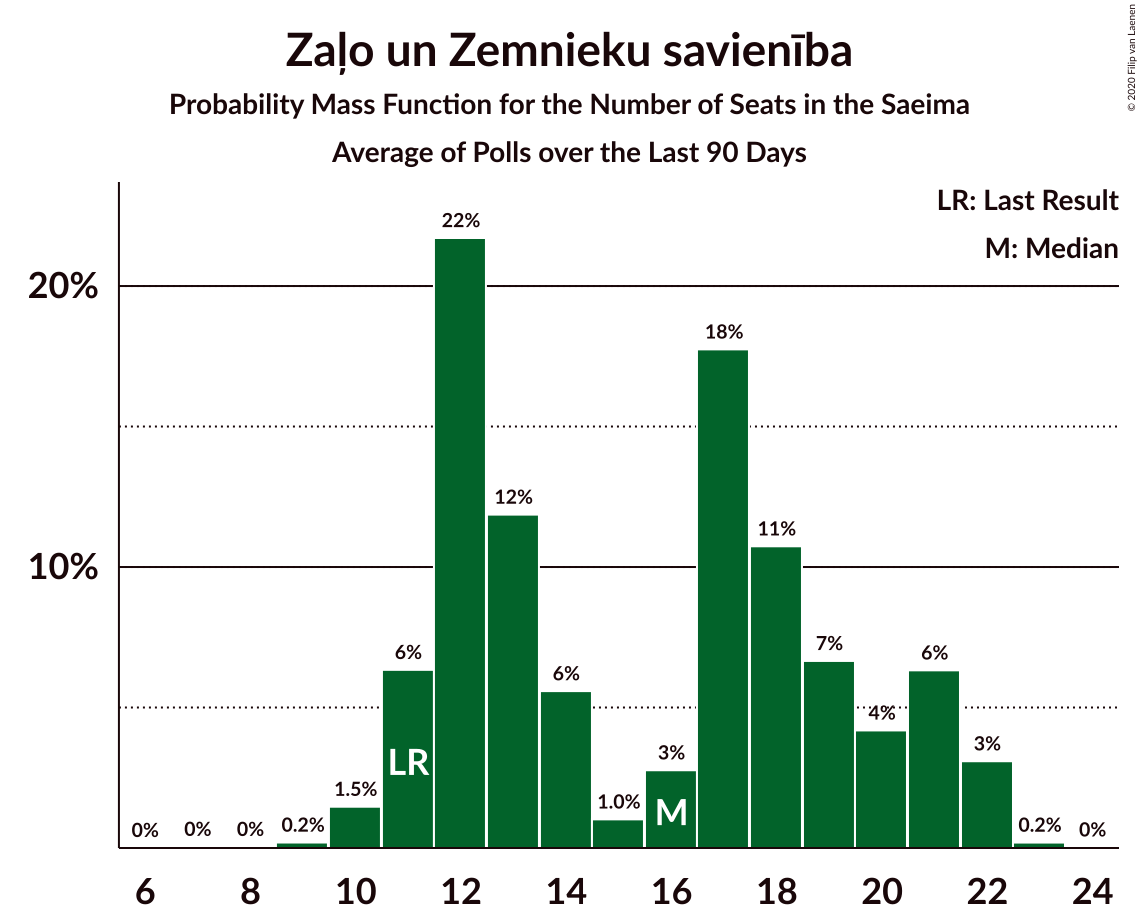 Zaļo un Zemnieku savienība
Probability Mass Function for the Number of Seats in the Saeima
Average of Polls over the Last 90 Days
© 2020 Filip van Laenen
LR: Last Result
M: Median
20%
10%
0%
0%
0%
0.2%
1.5%
6%
22%
12%
6%
1.0%
3%
18%
11%
7%
4%
6%
3%
0.2%
0%
LR
M
6 8 10 12 14 16 18 20 22 24